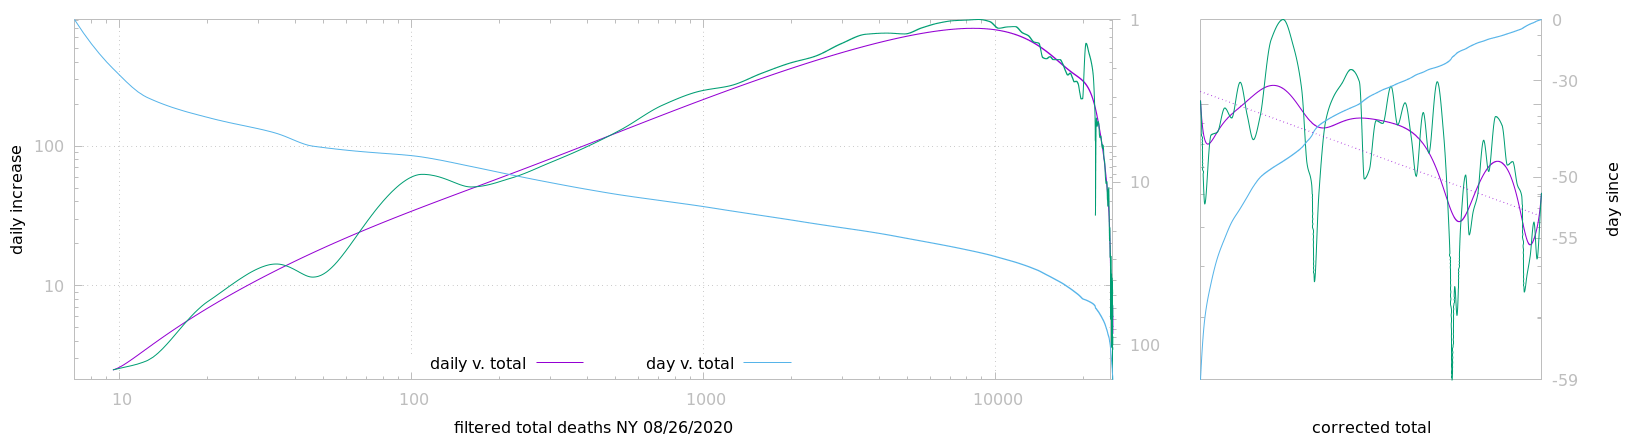 daily increase
100
10
10
100
1000
10000
1
10
100
daily v. total
day v. total
filtered total deaths NY 08/26/2020
0
-30
-50
-55
-59
day since
corrected total